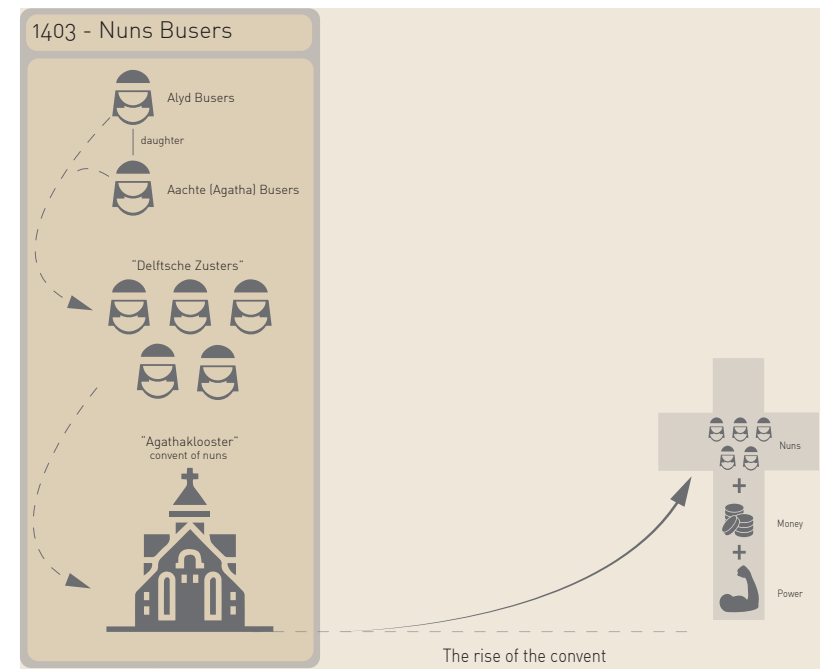 1403 - Nuns Busers
Alyd Busers
daughter
Aachte (Agatha) Busers
"Delftsche Zusters"
"Agathaklooster"
convent of nuns
Nuns
+
Money
+
Power
The rise of the convent